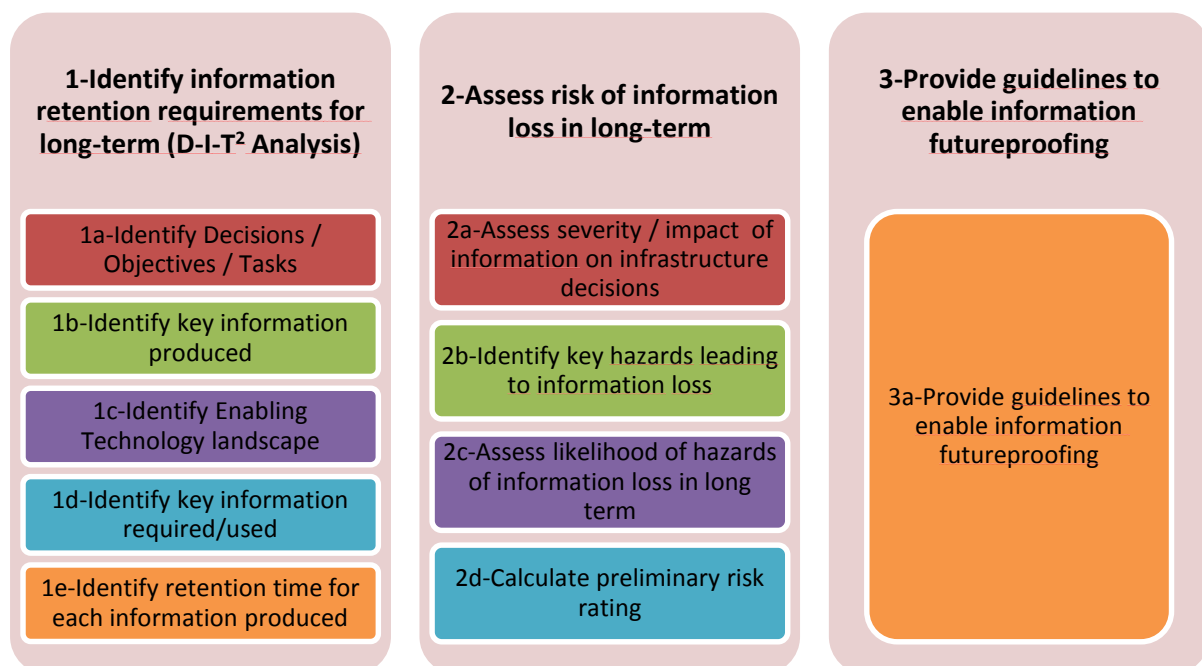 1-Identify information
retention requirements for
long-term (D-I-T² Analysis)
1a-Identify Decisions /
Objectives / Tasks
1b-Identify key information
produced
1c-Identify Enabling
Technology landscape
1d-Identify key information
required/used
1e-Identify retention time for
each information produced
2-Assess risk of information
loss in long-term
2a-Assess severity / impact of
information on infrastructure
decisions
2b-Identify key hazards leading
to information loss
2c-Assess likelihood of hazards
of information loss in long
term
2d-Calculate preliminary risk
rating
3-Provide guidelines to
enable information
futureproofing
3a-Provide guidelines to
enable information
futureproofing